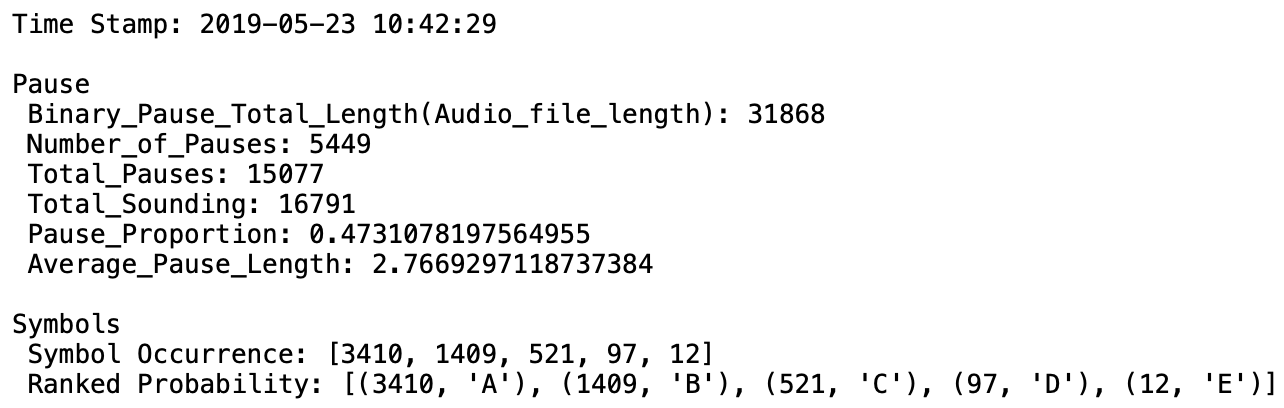 Time Stamp: 2019-05-23 10:42:29
Pause
Binary_Pause_Total_Length(Audio_file_length): 31868
Number_of_Pauses: 5449
Total_Pauses: 15077
Total_Sounding: 16791
Pause_Proportion: 0.4731078197564955
Average_Pause_Length: 2.7669297118737384
Symbols
Symbol Occurrence: [3410, 1409, 521, 97, 12]
Ranked Probability: [(3410, 'A'), (1409, 'B'), (521, 'C'), (97, 'D'), (12, 'E')]